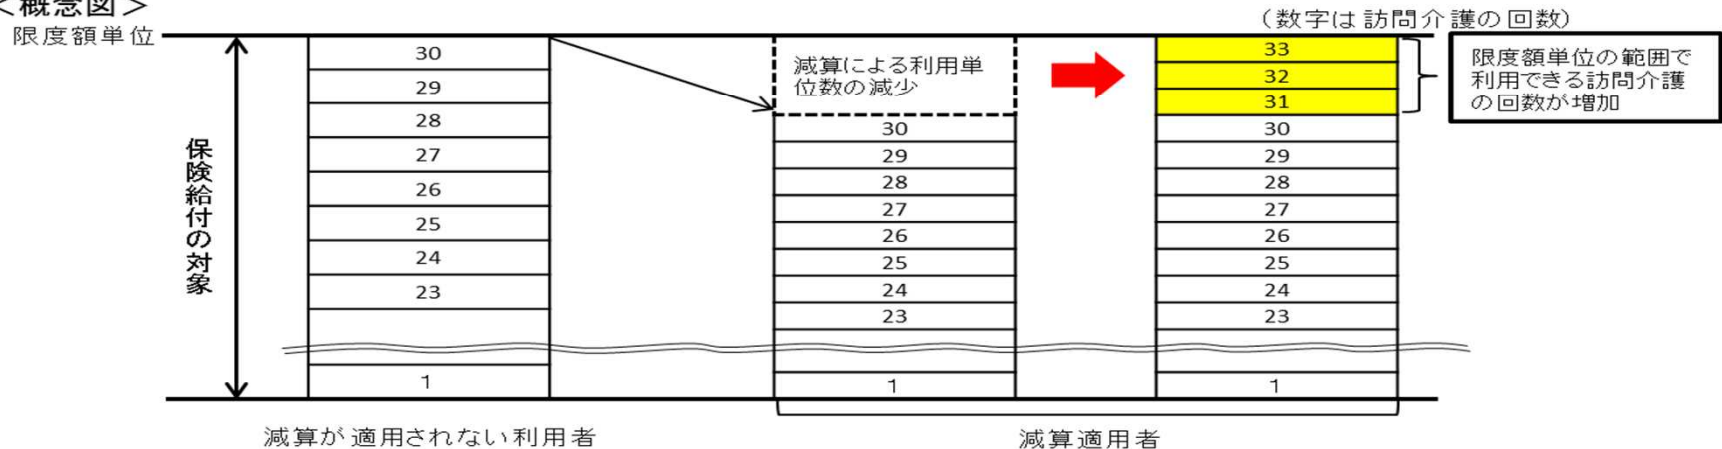 ＜概念図＞
（数字は訪問介護の回数）
限度額単位
保険給付の対象
30
29
28
27
26
25
24
23
1
減算による利用単
位数の減少
30
29
28
27
26
25
24
23
1
33
32
31
30
29
28
27
26
25
24
23
1
限度額単位の範囲で
利用できる訪問介護
の回数が増加
減算が適用されない利用者
減算適用者